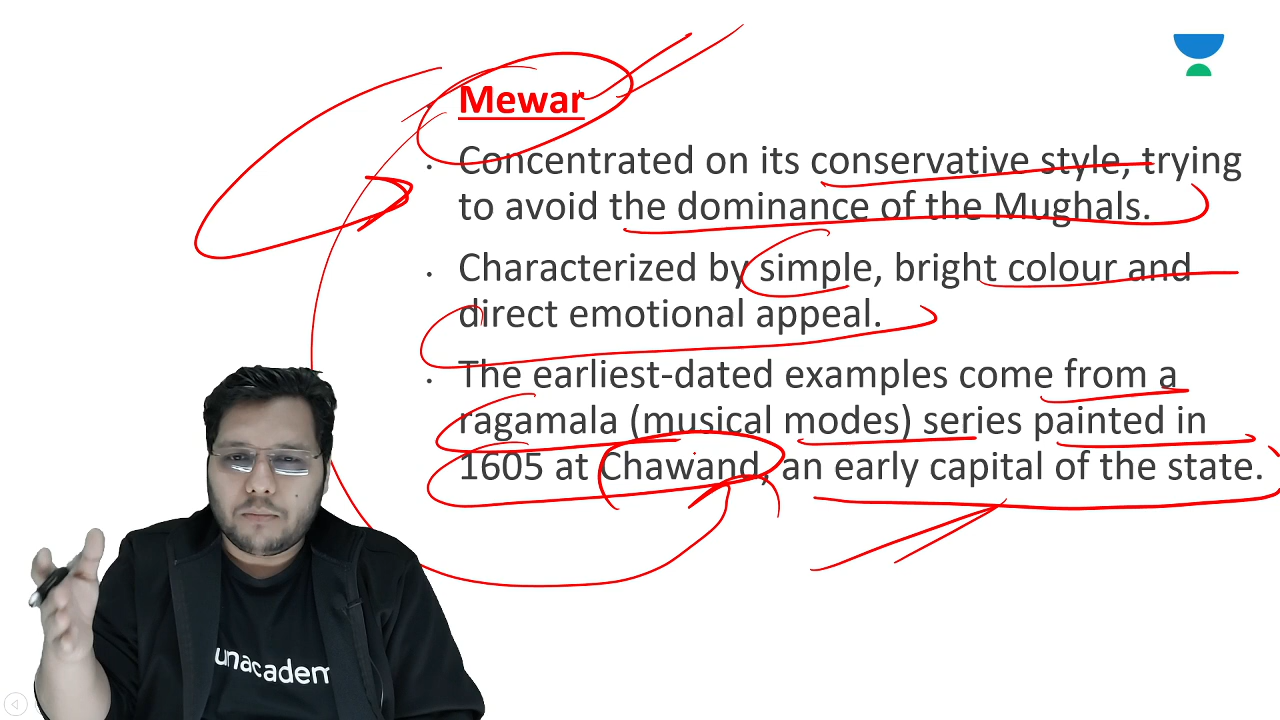 Mewar
• Concentrated on its conservative style, trying
to avoid the dominance of the Mughals.
• Characterized by simple, bright colour and
direct emotional appeal.
• The earliest-dated examples come from a
ragamala (musical modes) series painted in
1605 at Chawand, an early capital of the state.
unacadem